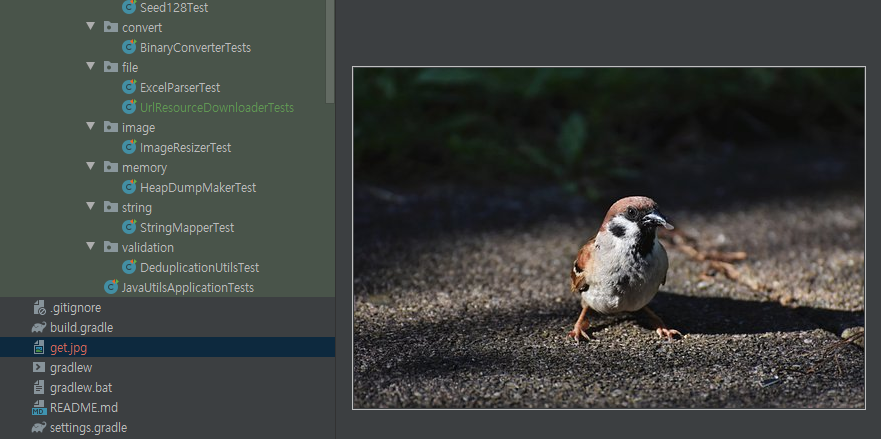 Seed128Test
convert
BinaryConverterTests
file
ExcelParserTest
UrlResourceDownloaderTests
image
ImageResizerTest
memory
HeapDumpMakerTest
string
StringMapperTest
validation
DeduplicationUtilsTest
JavaUtilsApplicationTests
.gitignore
build.gradle
get.jpg
gradlew
gradlew.bat
README.md
settings.gradle